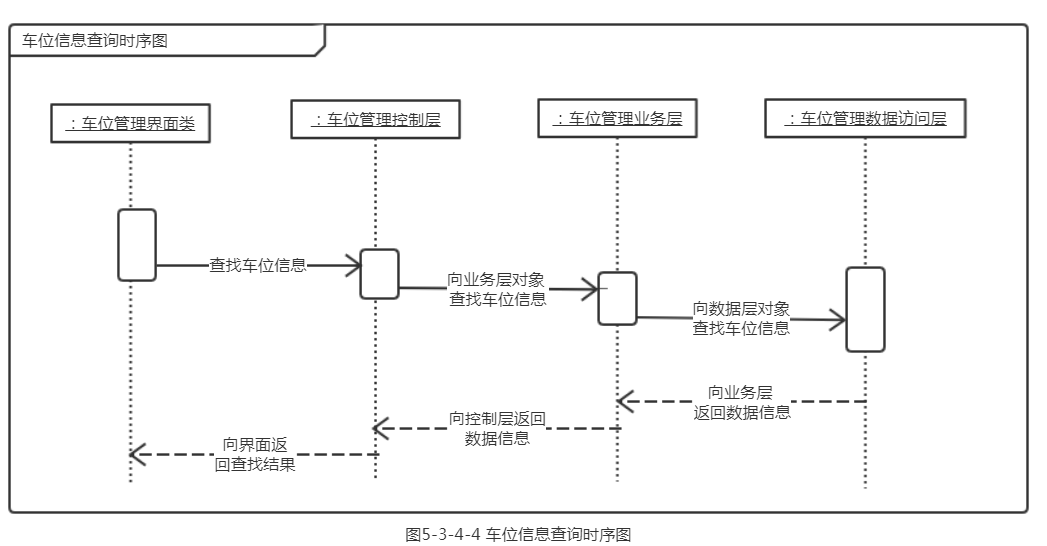 车位信息查询时序图
：车位管理界面类
：车位管理控制层
：车位管理业务层
：车位管理数据访问层
查找车位信息
向业务层对象
查找车位信息
向数据层对象
查找车位信息
向业务层
返回数据信息
向控制层返回
数据信息
向界面返
回查找结果
图5-3-4-4 车位信息查询时序图